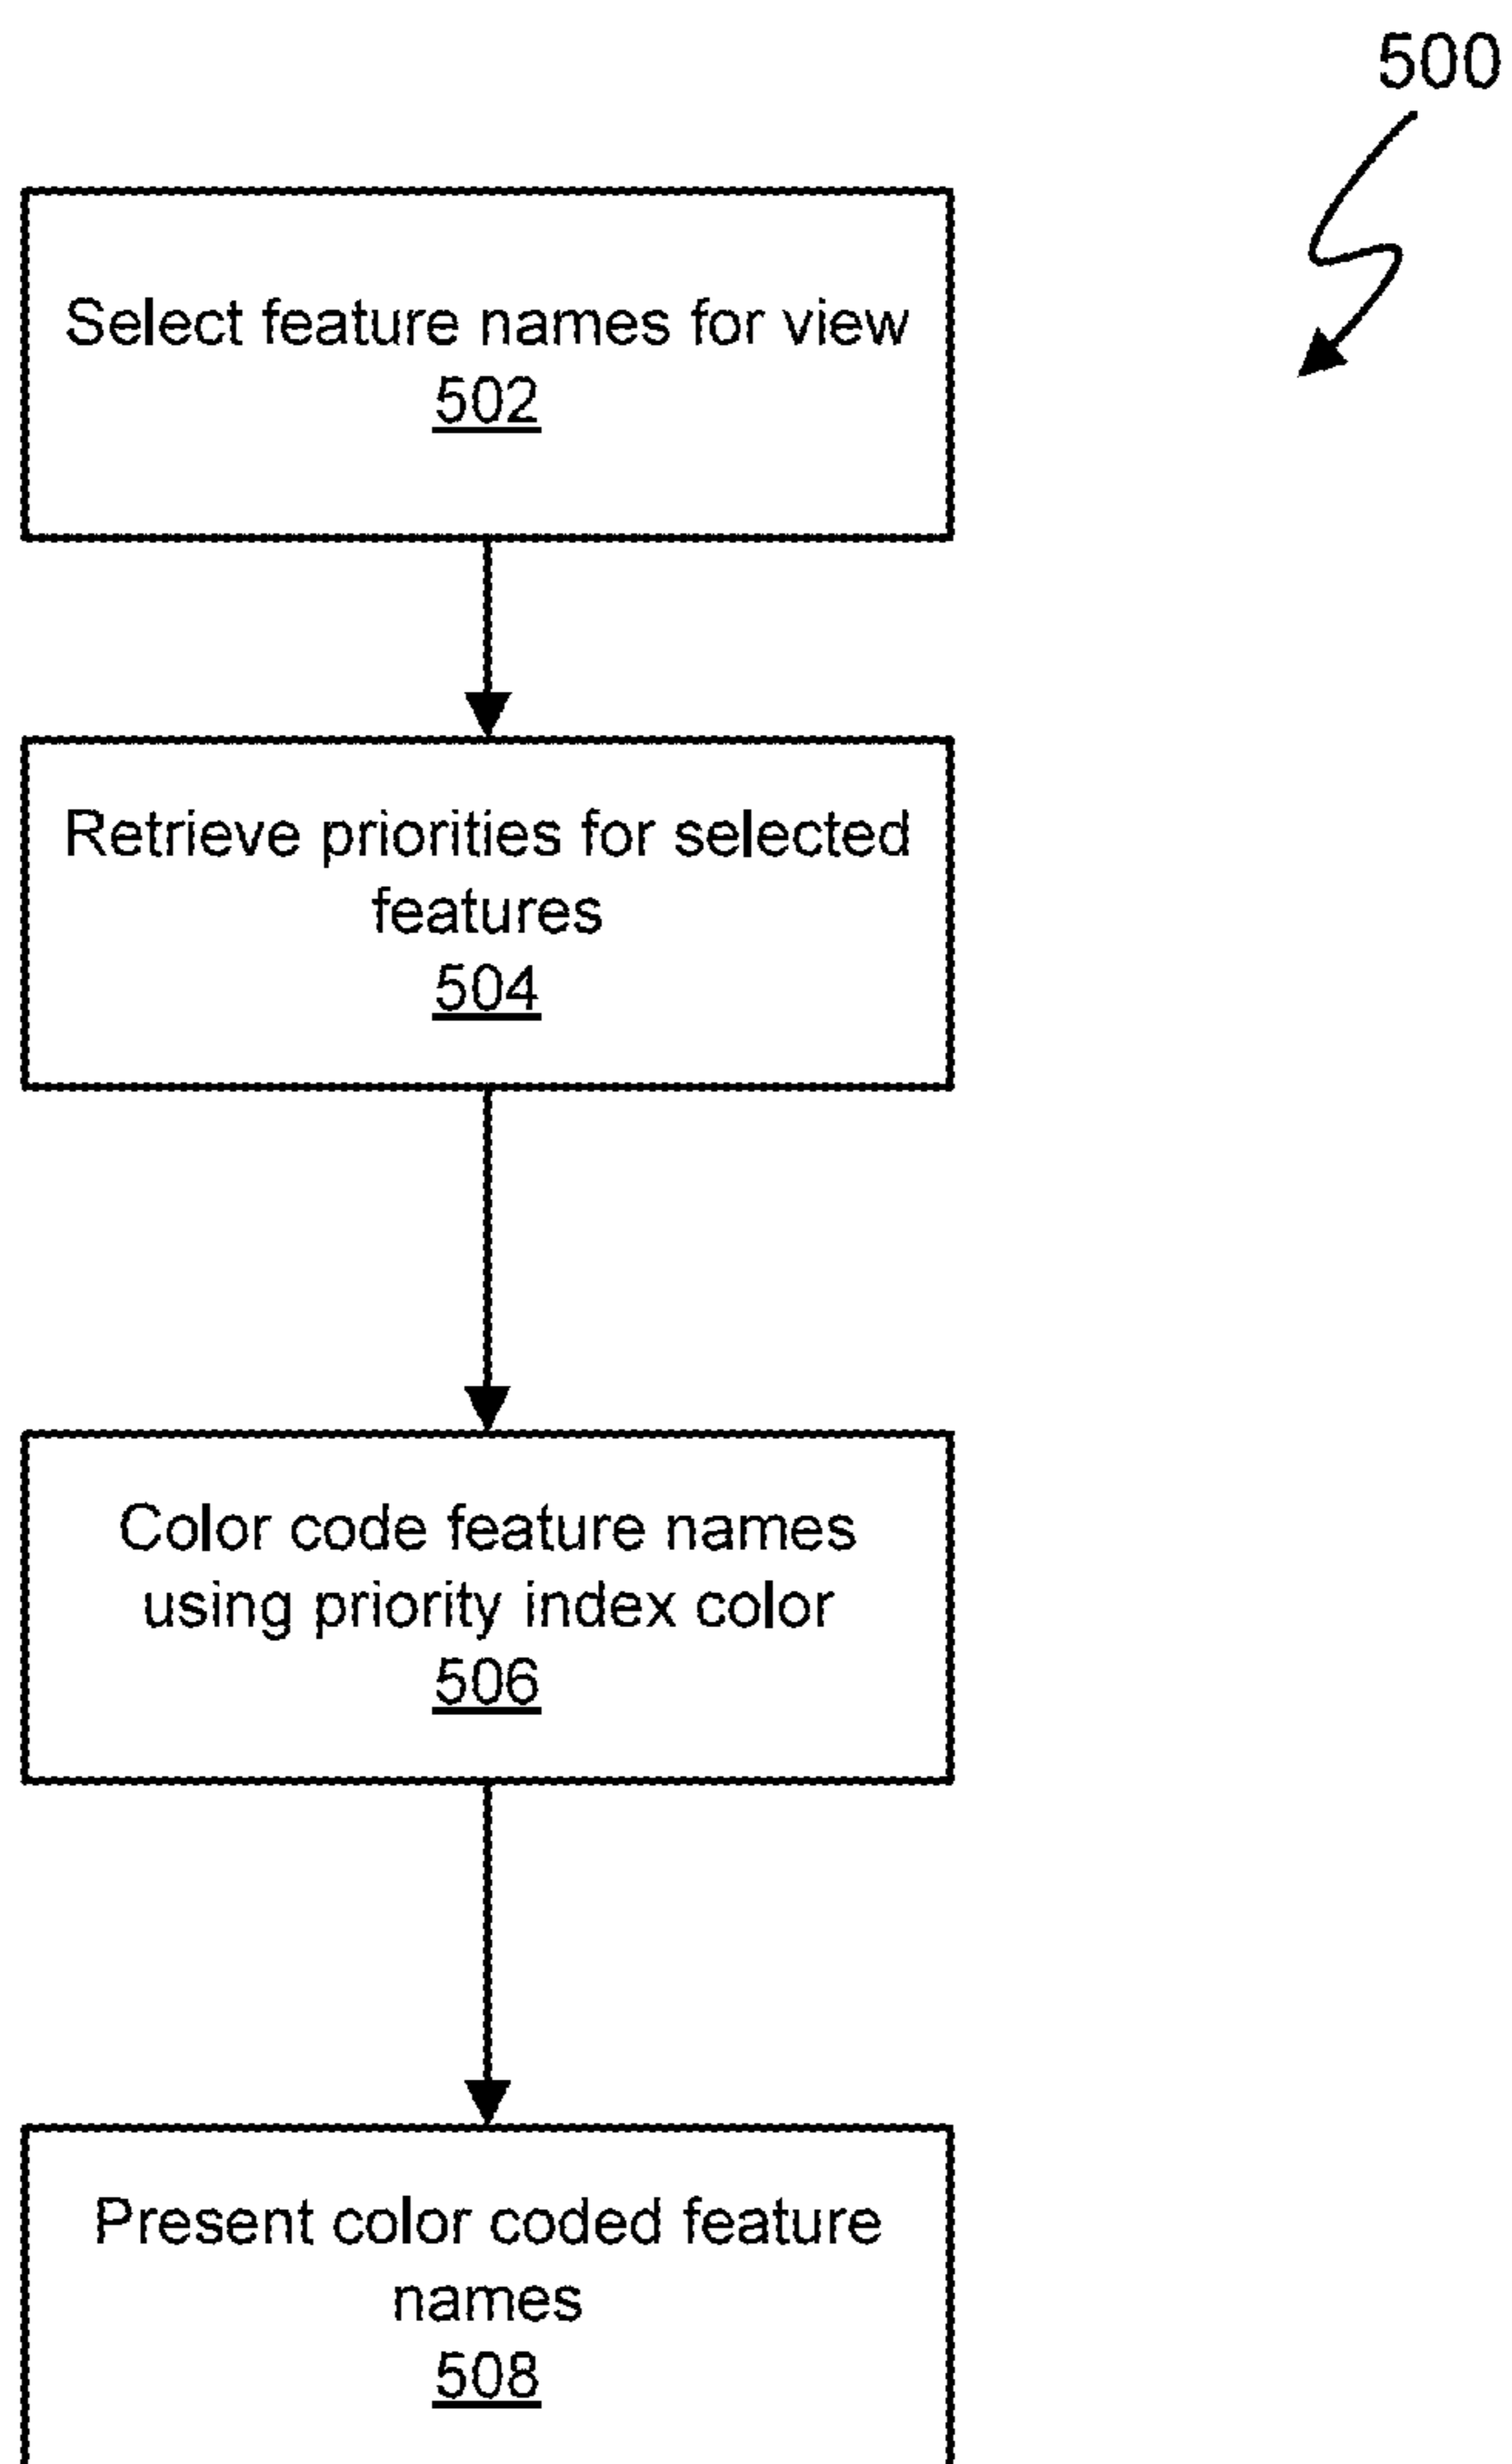 500
Select feature names for view
502
Retrieve priorities for selected
features
504
Color code feature names
using priority index color
506
Present color coded feature
names
508